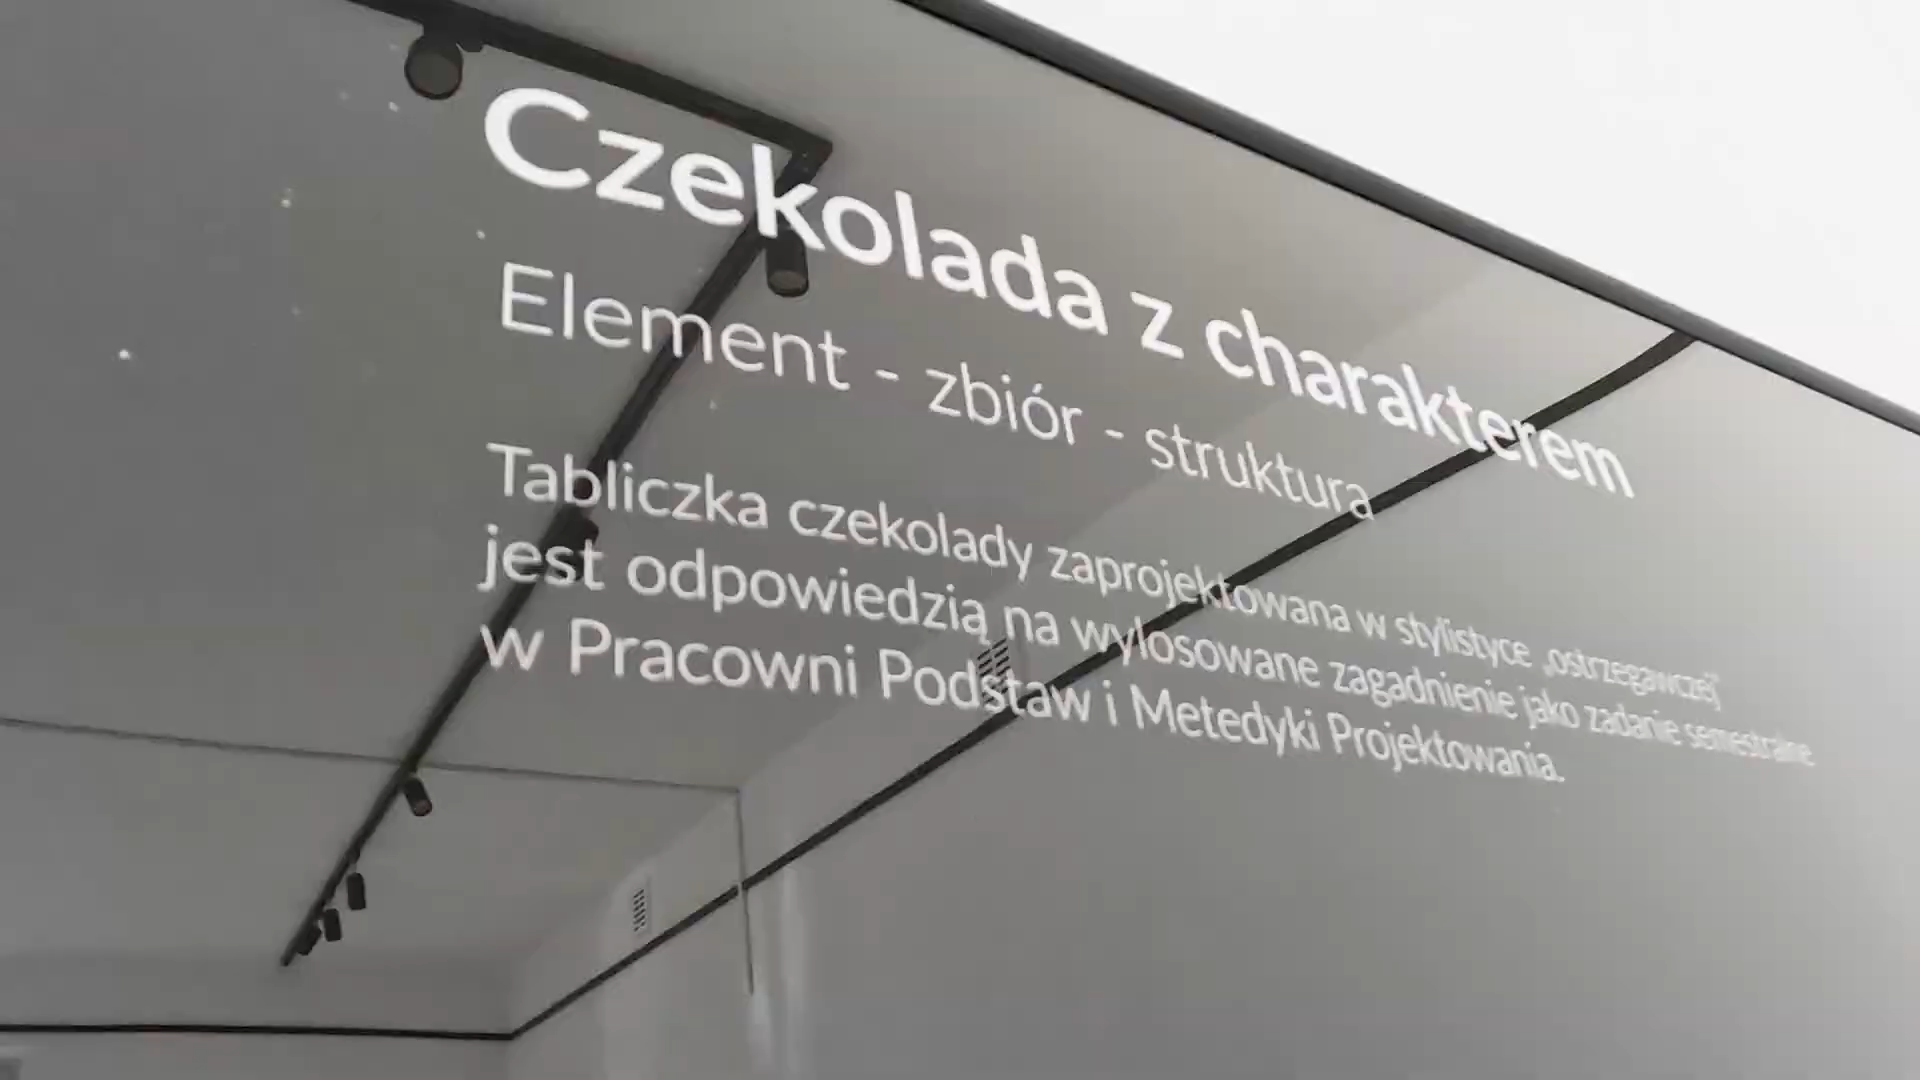 Czekolada z charakterem
Element - zbiór - struktura
Tabliczka czekolady zaprojektowana w stylistyce „ostrzegawczej”
jest odpowiedzią na wylosowane zagadnienie jako zadanie semestralne
w Pracowni Podstaw i Metedyki Projektowania.